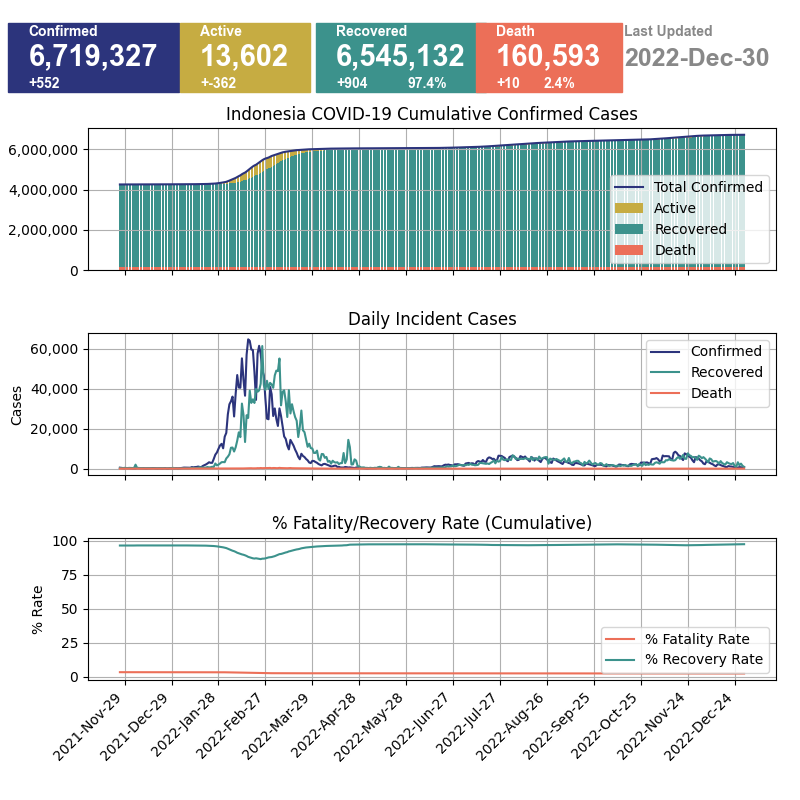 Confirmed
6,719,327
+552
Active
13,602
+-362
Recovered
6,545,132
+904 97.4%
Death
160,593
+10 2.4%
Last Updated
2022-Dec-30
Indonesia COVID-19 Cumulative Confirmed Cases
6,000,000
4,000,000
2,000,000
0
Total Confirmed
Active
Recovered
Death
Daily Incident Cases
Cases
60,000
40,000
20,000
0
Confirmed
Recovered
Death
% Fatality/Recovery Rate (Cumulative)
% Rate
100
75
50
25
0
% Fatality Rate
% Recovery Rate
2021-Nov-29
2021-Dec-29
2022-Jan-28
2022-Feb-27
2022-Mar-29
2022-Apr-28
2022-May-28
2022-Jun-27
2022-Jul-27
2022-Aug-26
2022-Sep-25
2022-Oct-25
2022-Nov-24
2022-Dec-24